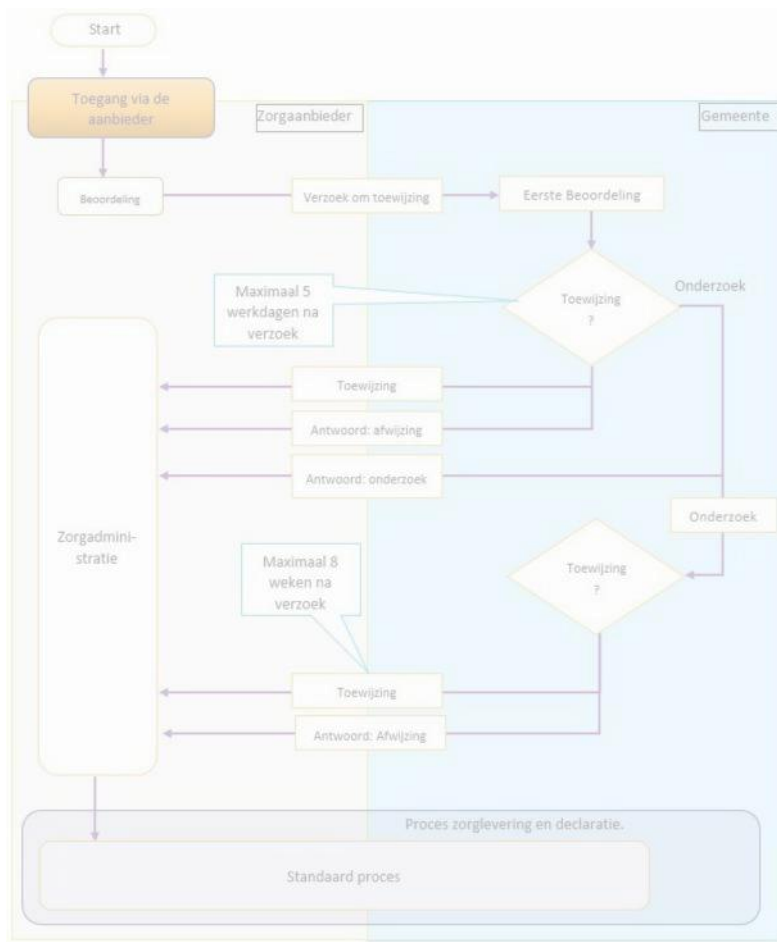 Start
Toegang via de
aanbieder
Zorgaanbieder
Gemeente
Beoordeling
Verzoek om toewijzing
Eerste Beoordeling
Maximaal 5
werkdagen na
verzoek
Toewijzing
?
Onderzoek
Toewijzing
Antwoord: afwijzing
Antwoord: onderzoek
Onderzoek
Zorgadmini-
stratie
Maximaal 8
weken na
verzoek
Toewijzing
?
Toewijzing
Antwoord: Afwijzing
Proces zorglevering en declaratie.
Standaard proces